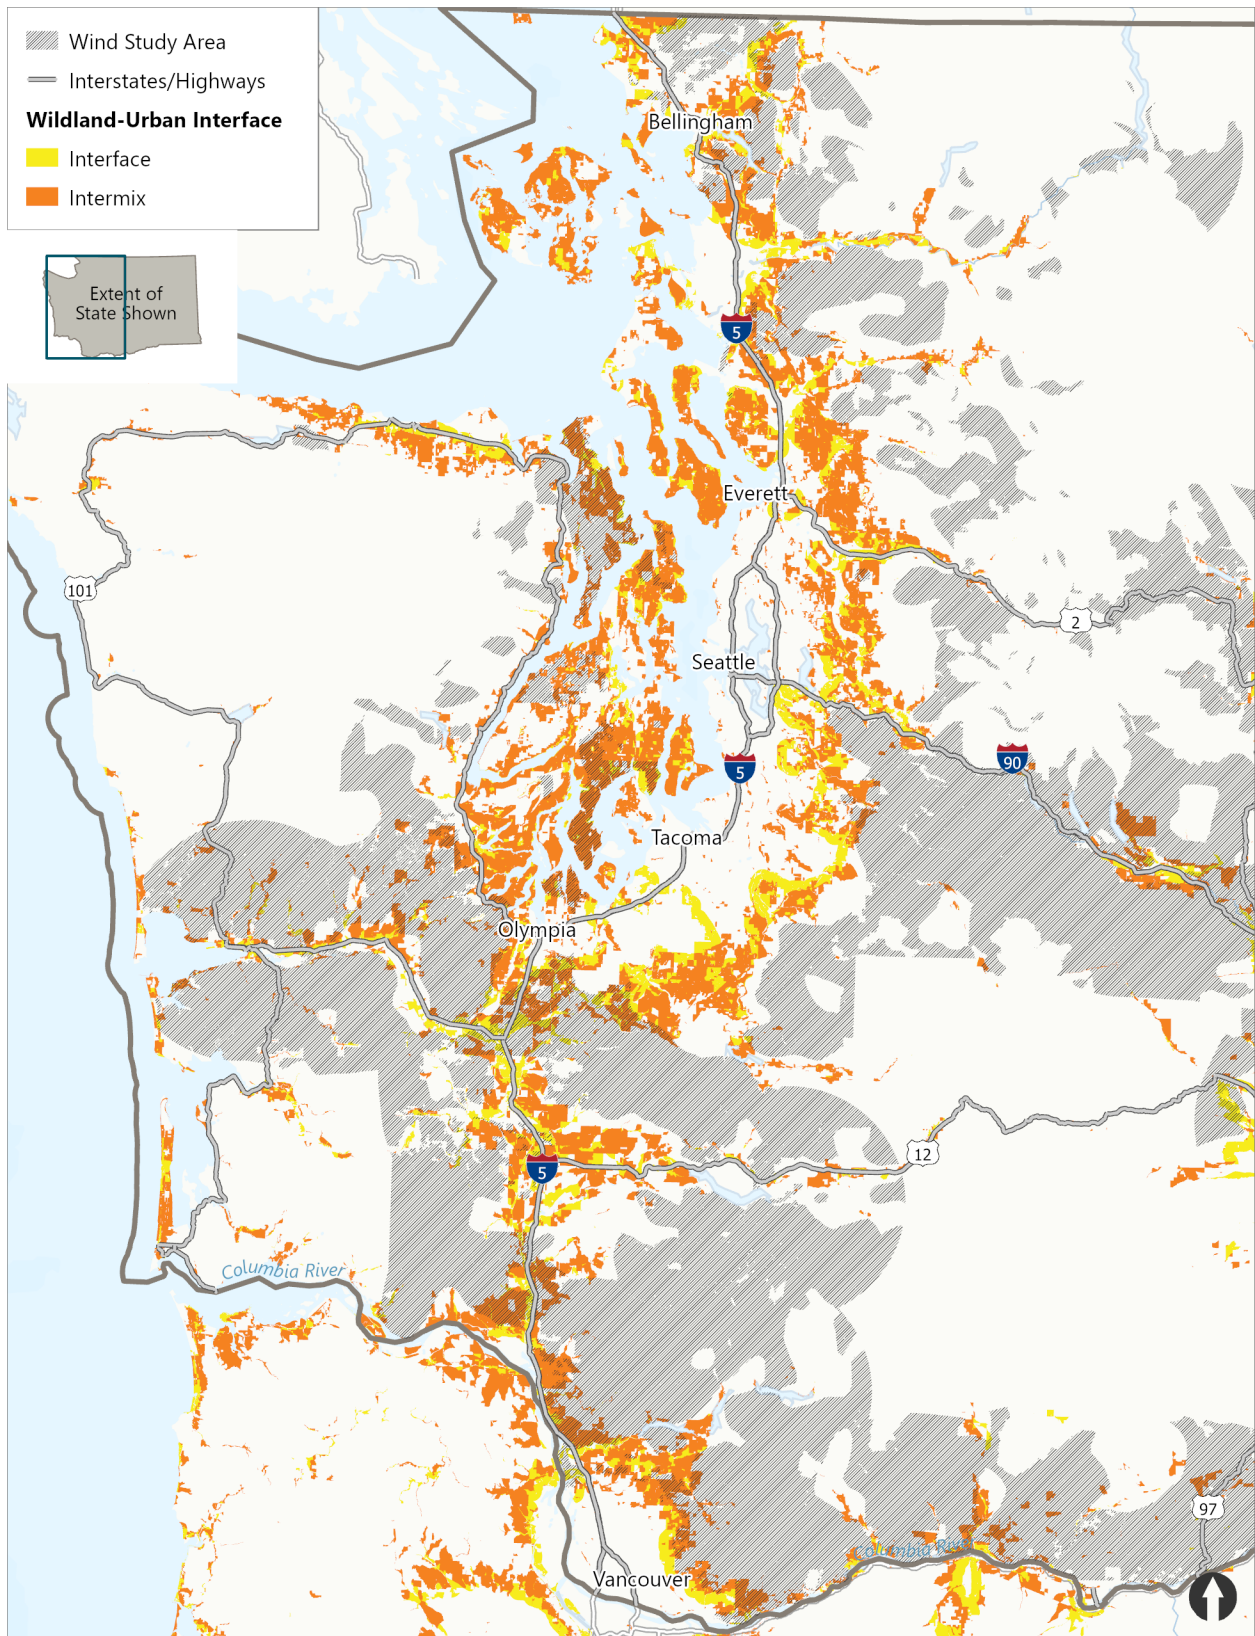 Wind Study Area
Interstates/Highways
Wildland-Urban Interface
Interface
Intermix
Extent of
State Shown
Bellingham
5
Everett
101
2
Seattle
90
5
Tacoma
Olympia
12
5
Columbia River
97
Columbia River
Vancouver